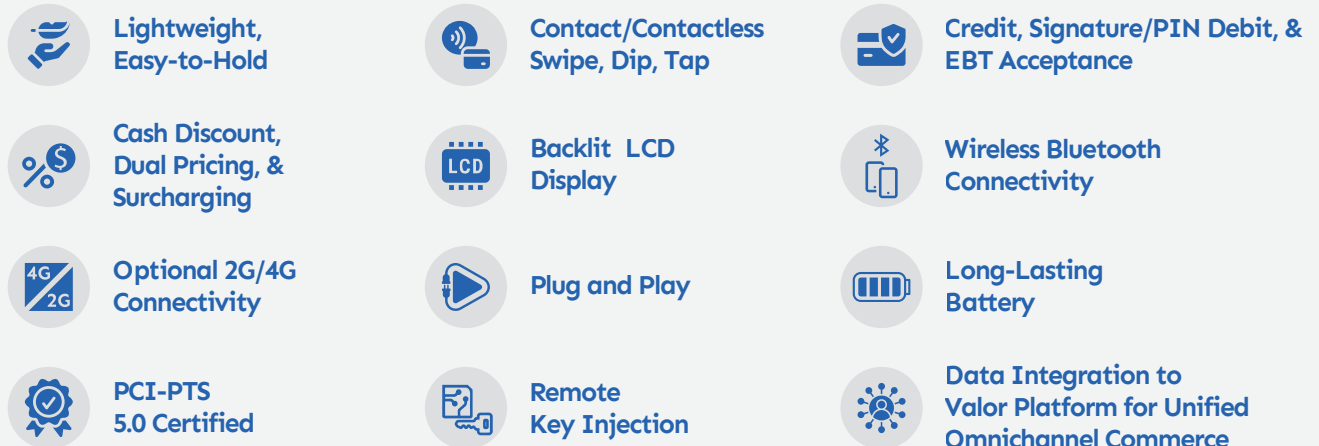 Lightweight,
Easy-to-Hold
Contact/Contactless
Swipe, Dip, Tap
Credit, Signature/PIN Debit, &
EBT Acceptance
Cash Discount,
Dual Pricing, &
Surcharging
LCD
Backlit LCD
Display
Wireless Bluetooth
Connectivity
4G
2G
Optional 2G/4G
Connectivity
Plug and Play
Long-Lasting
Battery
PCI-PTS
5.0 Certified
Remote
Key Injection
Data Integration to
Valor Platform for Unified
Omnichannel Commerce